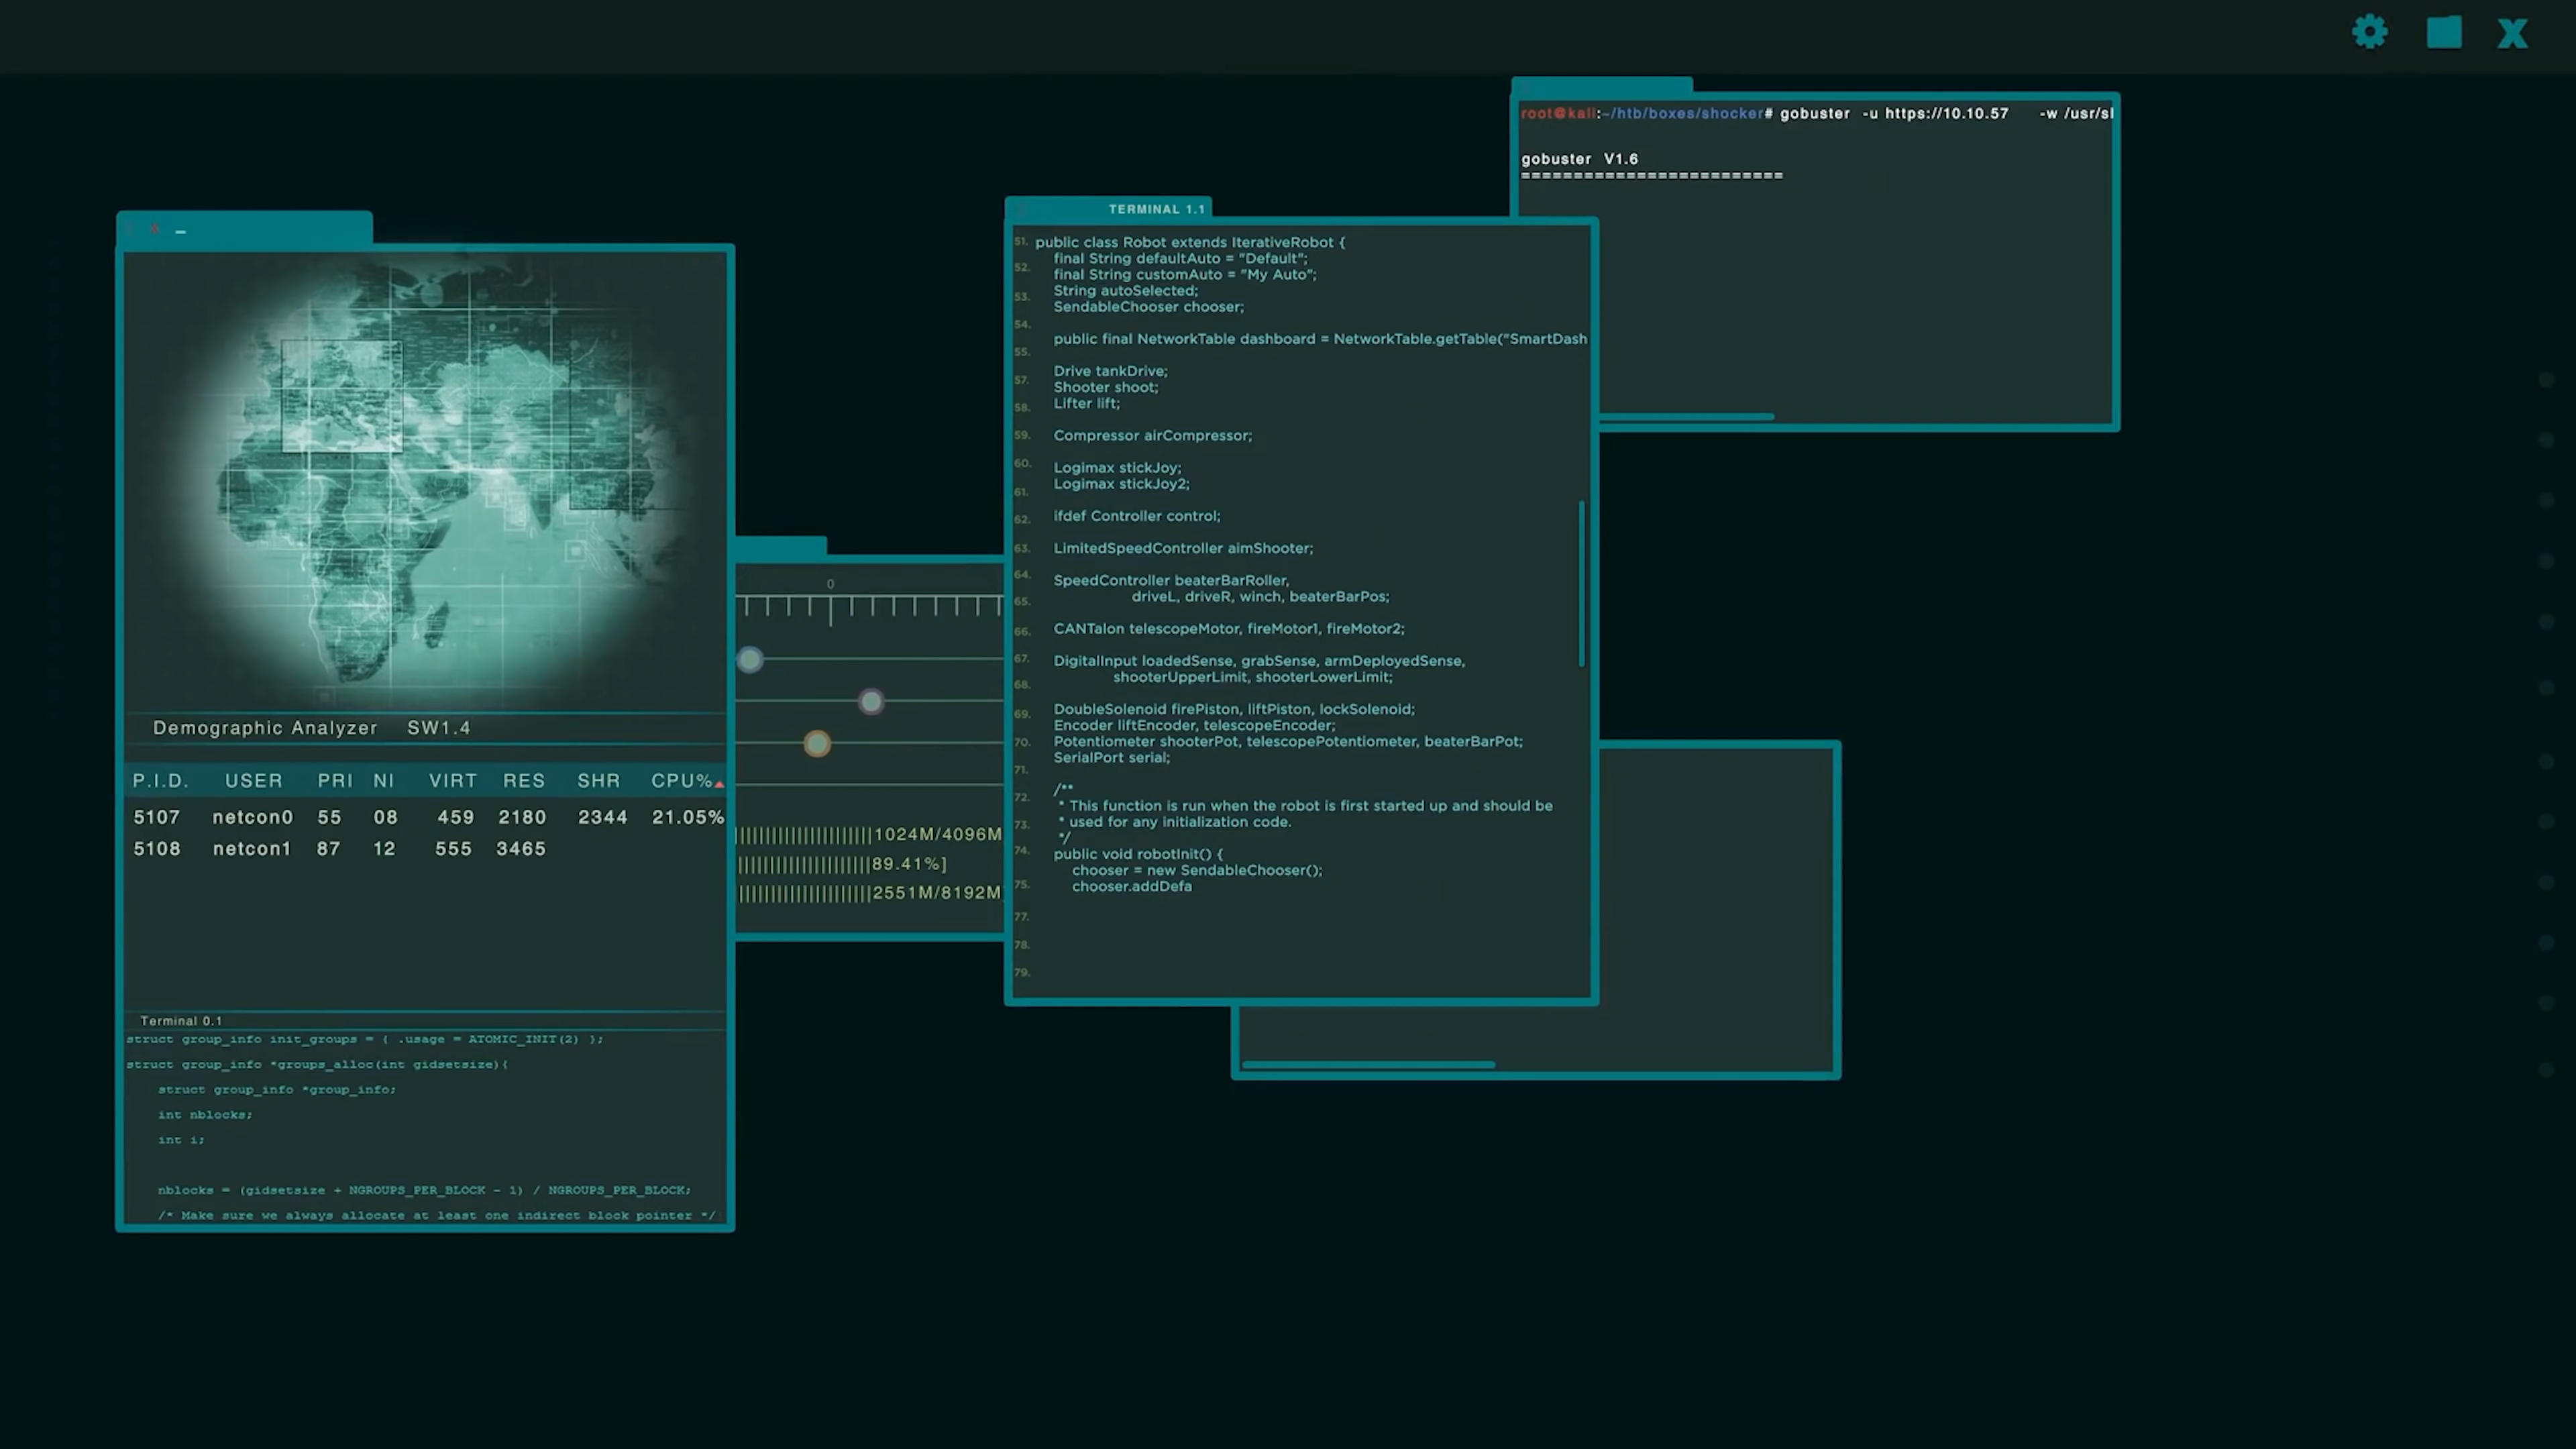 root@kali:~/htb/boxes/shocker# gobuster -u https://10.10.57 -w /usr/sl
gobuster V1.6
=========================
TERMINAL 1.1
51. public class Robot extends IterativeRobot {
final String defaultAuto = "Default";
52.
final String customAuto = "My Auto";
String autoSelected;
53.
SendableChooser chooser;
54.
public final NetworkTable dashboard = NetworkTable.getTable("SmartDash
55.
Drive tankDrive;
57.
Shooter shoot;
58. Lifter lift;
59. Compressor airCompressor;
60. Logimax stickJoy;
61. Logimax stickJoy2;
62. ifdef Controller control;
63. LimitedSpeedController aimShooter;
64. SpeedController beaterBarRoller,
65. driveL, driveR, winch, beaterBarPos;
66. CANTalon telescopeMotor, fireMotor1, fireMotor2;
67. DigitalInput loadedSense, grabSense, armDeployedSense,
68. shooterUpperLimit, shooterLowerLimit;
69. DoubleSolenoid firePiston, liftPiston, lockSolenoid;
Encoder liftEncoder, telescopeEncoder;
70. Potentiometer shooterPot, telescopePotentiometer, beaterBarPot;
SerialPort serial;
71.
/**
72. * This function is run when the robot is first started up and should be
73. * used for any initialization code.
*/
74. public void robotInit() {
chooser = new SendableChooser();
75. chooser.addDefa
77.
78.
79.
Demographic Analyzer SW1.4
P.I.D. USER PRI NI VIRT RES SHR CPU%
5107 netcon0 55 08 459 2180 2344 21.05%
5108 netcon1 87 12 555 3465
0
||||||||||||||||||||||1024M/4096M
||||||||||||||||||||||89.41%]
||||||||||||||||||||||2551M/8192M
Terminal 0.1
struct group_info init_groups = { .usage = ATOMIC_INIT(2) };
struct group_info *groups_alloc(int gidsetsize){
struct group_info *group_info;
int nblocks;
int i;
nblocks = (gidsetsize + NGROUPS_PER_BLOCK - 1) / NGROUPS_PER_BLOCK;
/* Make sure we always allocate at least one indirect block pointer */